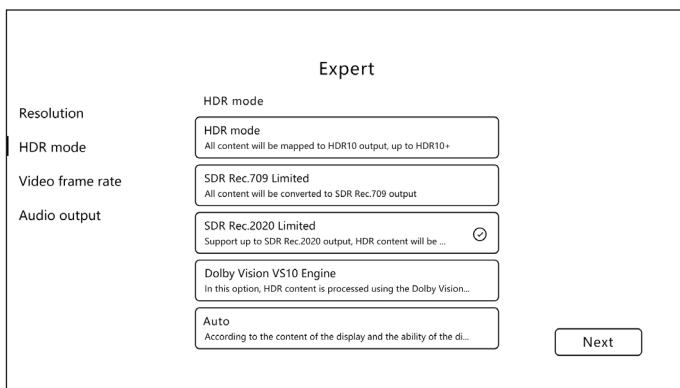 Expert
Resolution
HDR mode
Video frame rate
Audio output
HDR mode
HDR mode
All content will be mapped to HDR10 output, up to HDR10+
SDR Rec.709 Limited
All content will be converted to SDR Rec.709 output
SDR Rec.2020 Limited
Support up to SDR Rec.2020 output, HDR content will be ...
Dolby Vision VS10 Engine
In this option, HDR content is processed using the Dolby Vision...
Auto
According to the content of the display and the ability of the di...
Next